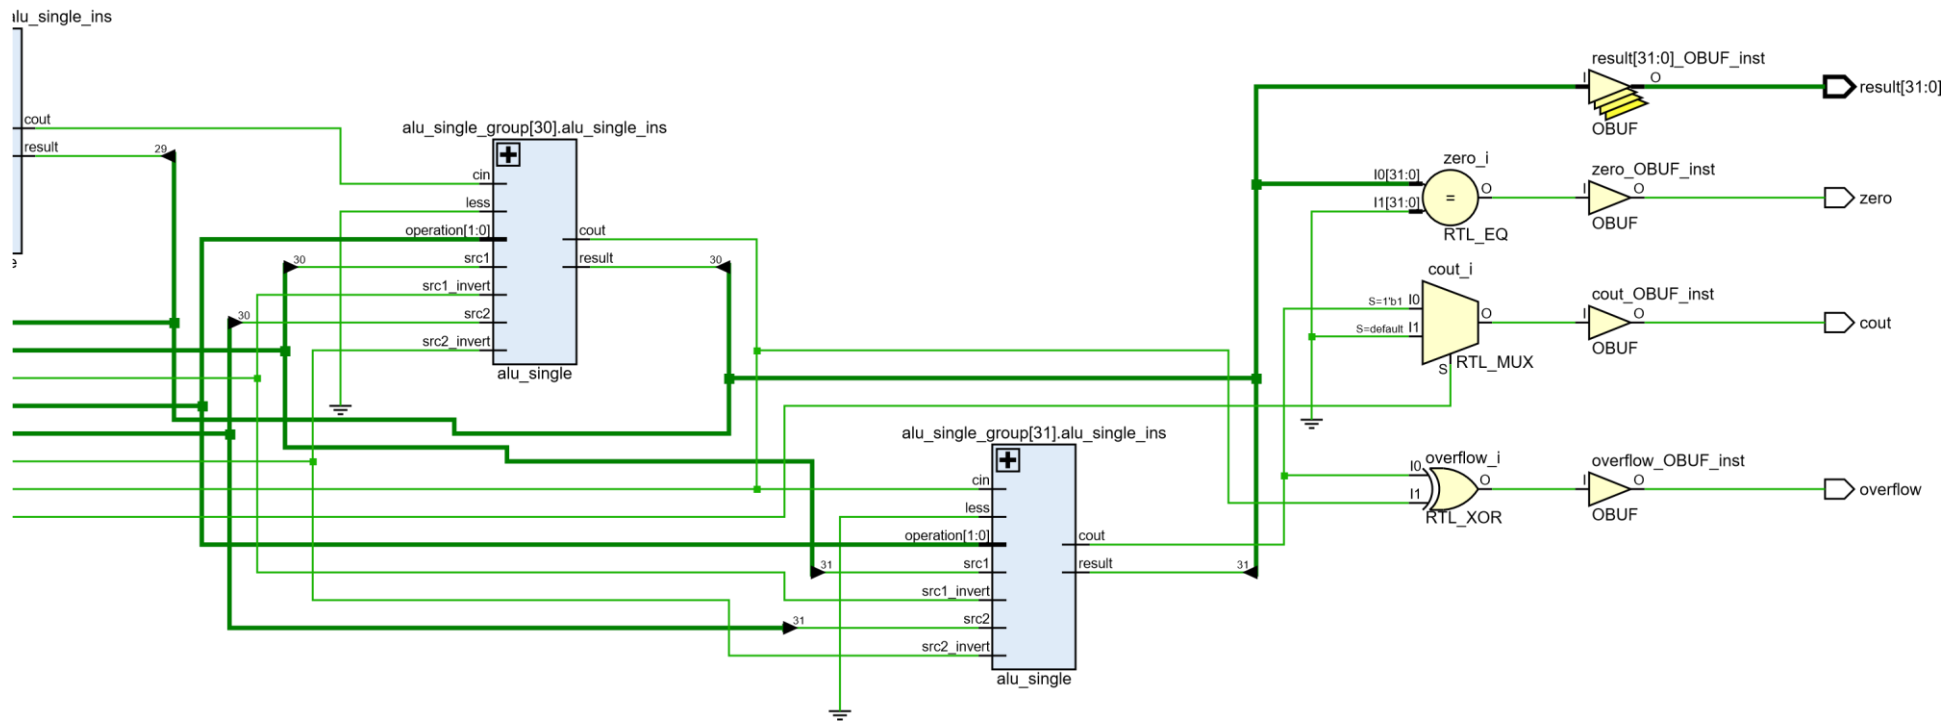 alu_single_ins
cout
result
29
e
alu_single_group[30].alu_single_ins
cin
less
operation[1:0]
30
src1
src1_invert
30
src2
src2_invert
cout
result
30
alu_single
alu_single_group[31].alu_single_ins
cin
less
operation[1:0]
31
src1
src1_invert
31
src2
src2_invert
cout
result
31
alu_single
result[31:0]_OBUF_inst
I
O
OBUF
result[31:0]
zero_i
I0[31:0]
I1[31:0]
=
O
RTL_EQ
zero_OBUF_inst
I
O
OBUF
zero
cout_i
S=1'b1 I0
S=default I1
S
O
RTL_MUX
cout_OBUF_inst
I
O
OBUF
cout
overflow_i
I0
I1
O
RTL_XOR
overflow_OBUF_inst
I
O
OBUF
overflow